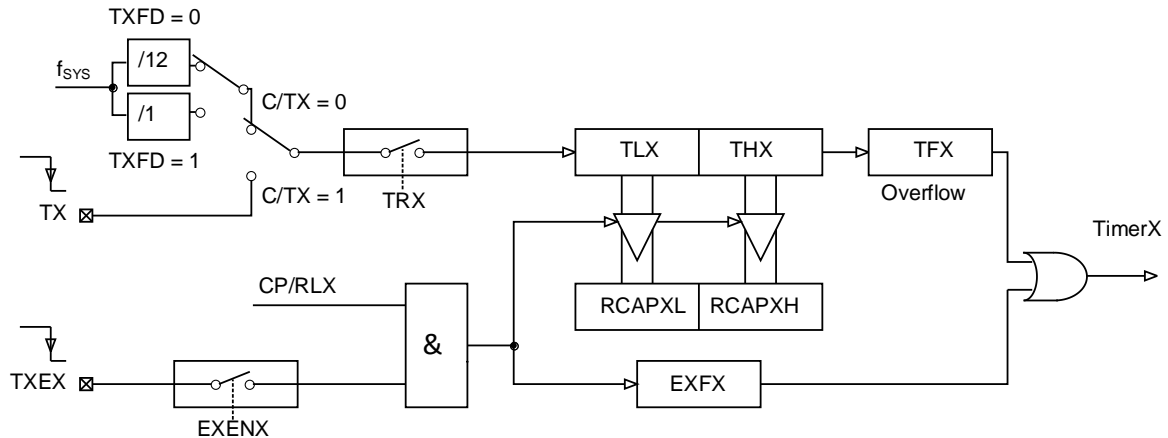 TXFD = 0
/12
fSYS
C/TX = 0
/1
TXFD = 1
TLX
THX
TFX
TX
C/TX = 1
TRX
Overflow
TimerX
CP/RLX
RCAPXL
RCAPXH
&
TXEX
EXFX
EXENX